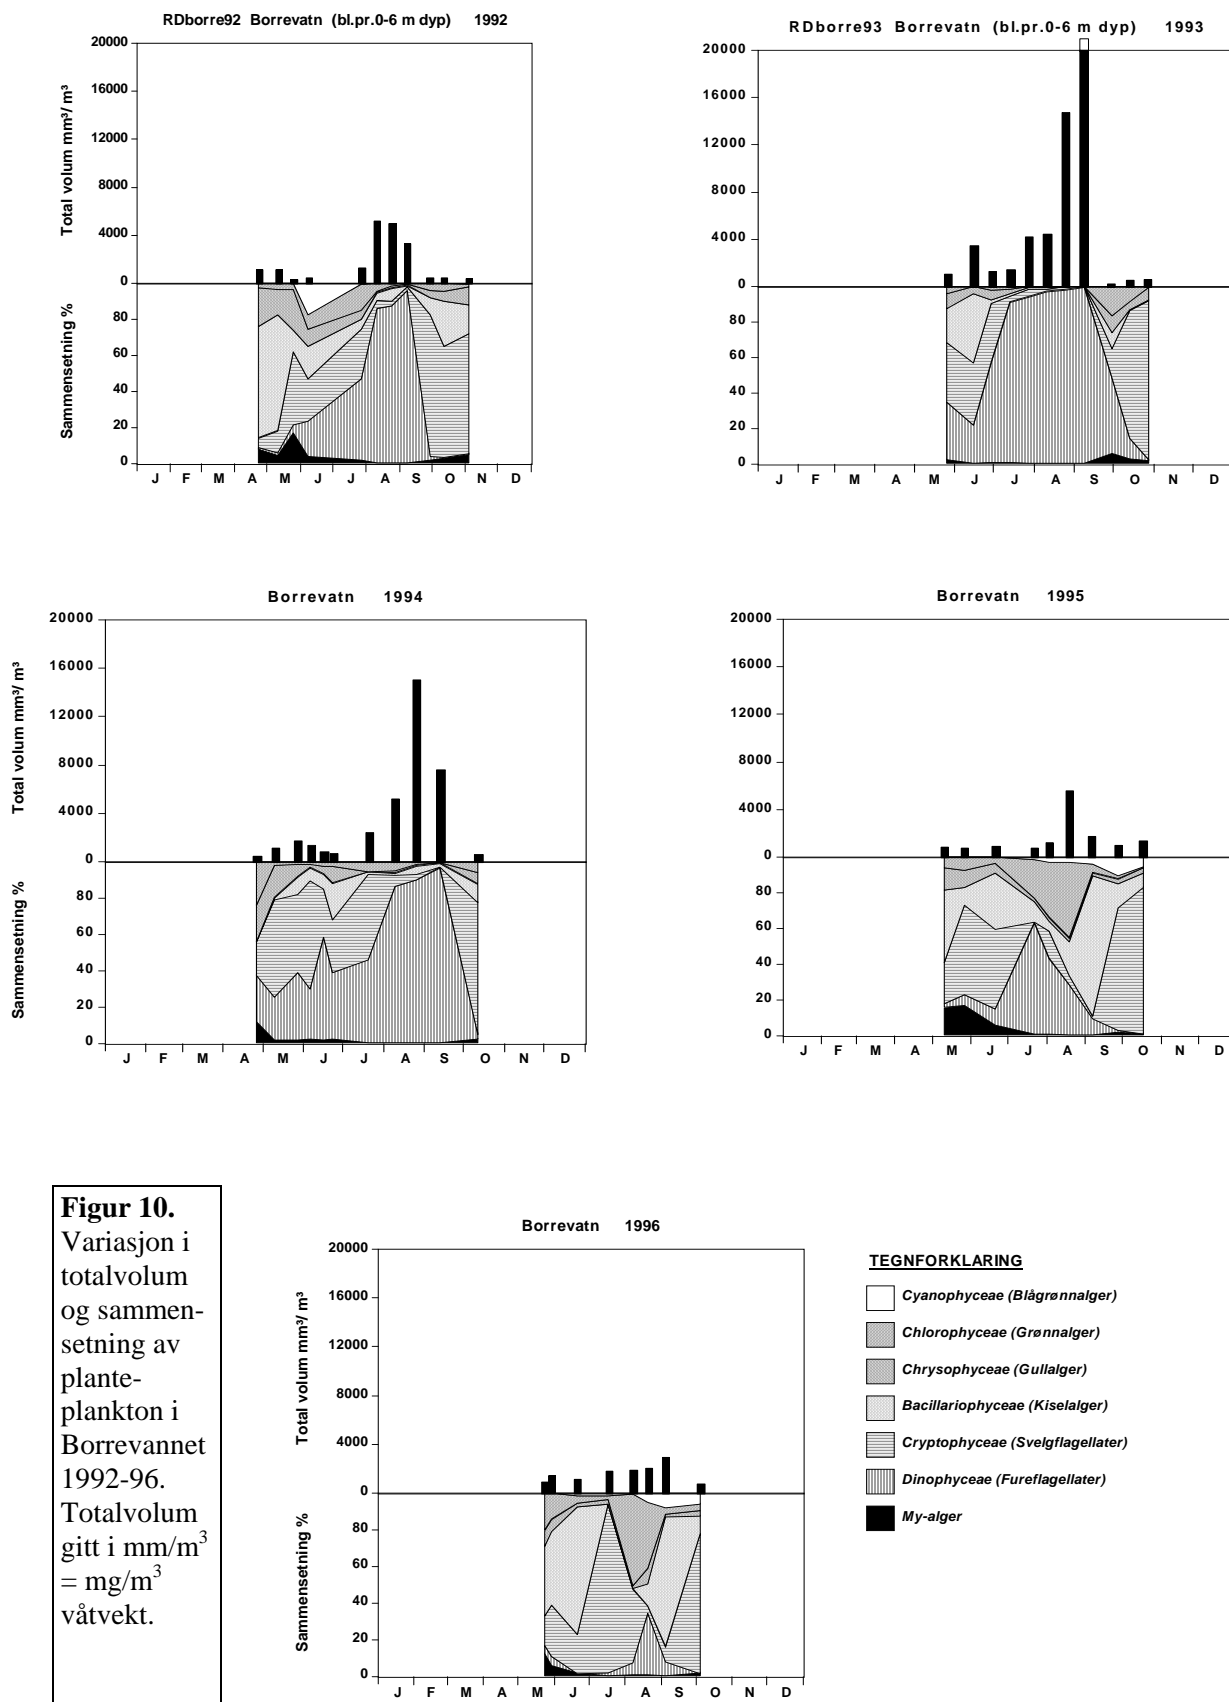 RDborre92 Borrevatn (bl.pr.0-6 m dyp) 1992
Total volum mm³/ m³
20000
16000
12000
8000
4000
0
Sammensetning %
80
60
40
20
0
J F M A M J J A S O N D
RDborre93 Borrevatn (bl.pr.0-6 m dyp) 1993
20000
16000
12000
8000
4000
0
80
60
40
20
0
J F M A M J J A S O N D
Borrevatn 1994
Total volum mm³/ m³
20000
16000
12000
8000
4000
0
Sammensetning %
80
60
40
20
0
J F M A M J J A S O N D
Borrevatn 1995
20000
16000
12000
8000
4000
0
80
60
40
20
0
J F M A M J J A S O N D
Figur 10.
Variasjon i
totalvolum
og sammen-
setning av
plante-
plankton i
Borrevannet
1992-96.
Totalvolum
gitt i mm/m³
= mg/m³
våtvekt.
Borrevatn 1996
Total volum mm³/ m³
20000
16000
12000
8000
4000
0
Sammensetning %
80
60
40
20
0
J F M A M J J A S O N D
TEGNFORKLARING
Cyanophyceae (Blågrønnalger)
Chlorophyceae (Grønnalger)
Chrysophyceae (Gullalger)
Bacillariophyceae (Kiselalger)
Cryptophyceae (Svelgflagellater)
Dinophyceae (Fureflagellater)
My-alger